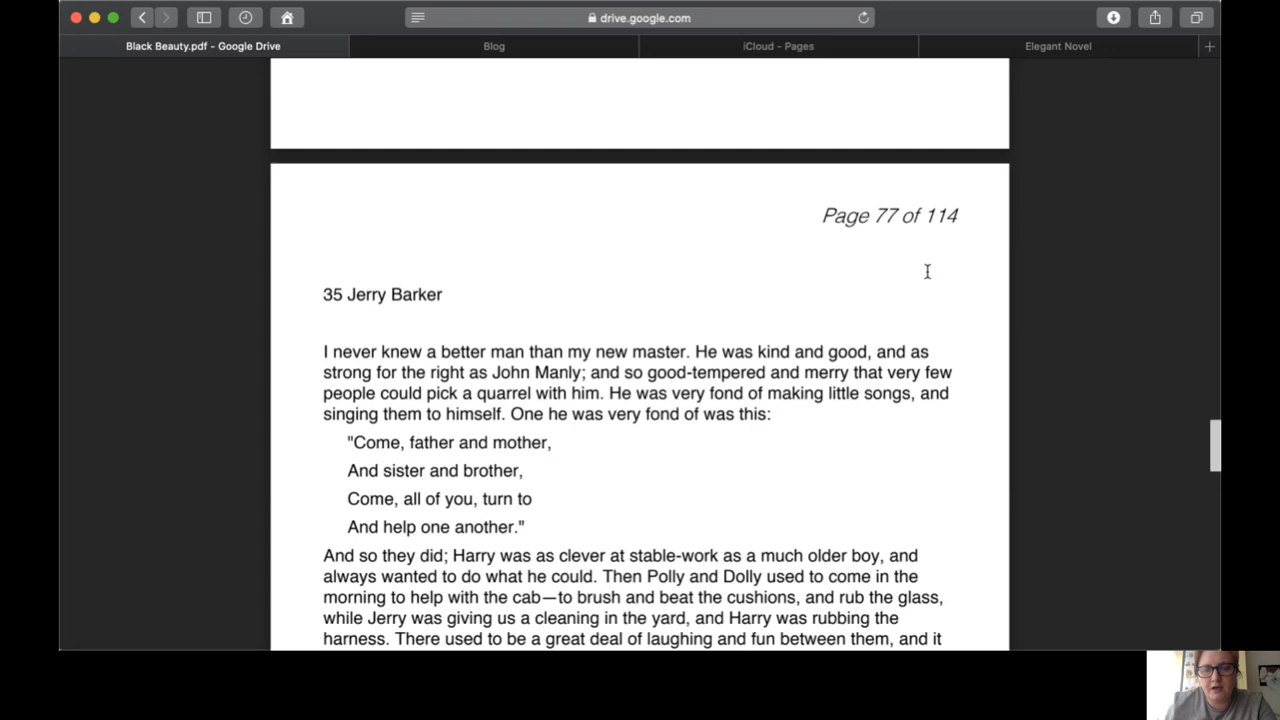 drive.google.com
Black Beauty.pdf - Google Drive
Blog
iCloud - Pages
Elegant Novel
Page 77 of 114
35 Jerry Barker
I never knew a better man than my new master. He was kind and good, and as
strong for the right as John Manly; and so good-tempered and merry that very few
people could pick a quarrel with him. He was very fond of making little songs, and
singing them to himself. One he was very fond of was this:
"Come, father and mother,
And sister and brother,
Come, all of you, turn to
And help one another."
And so they did; Harry was as clever at stable-work as a much older boy, and
always wanted to do what he could. Then Polly and Dolly used to come in the
morning to help with the cab—to brush and beat the cushions, and rub the glass,
while Jerry was giving us a cleaning in the yard, and Harry was rubbing the
harness. There used to be a great deal of laughing and fun between them, and it